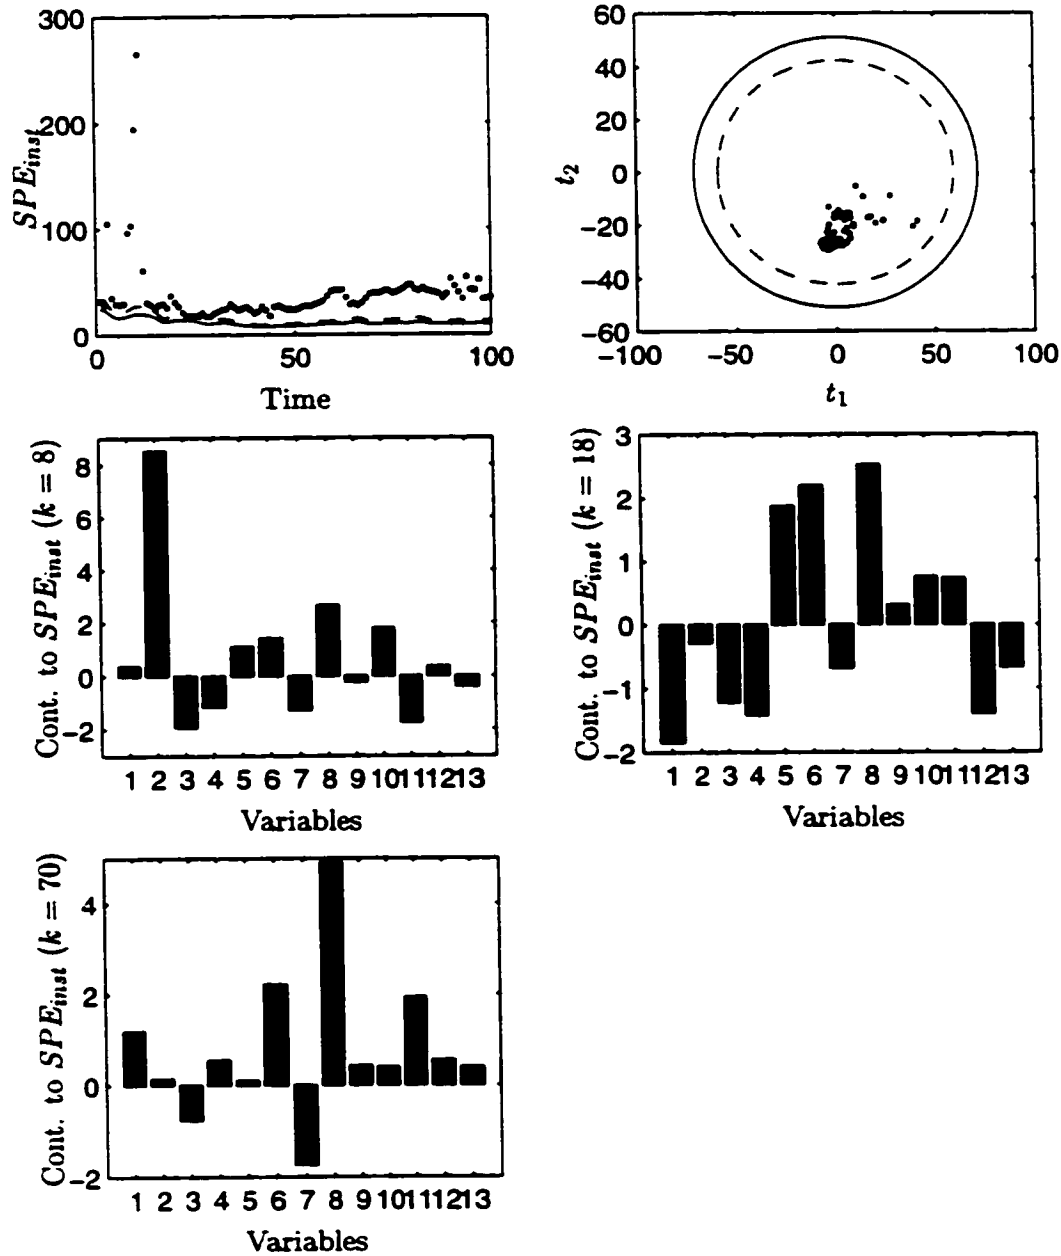 300
200
100
0
SPE_inst
0 50 100
Time
60
40
20
0
−20
−40
−60
t_2
−100 −50 0 50 100
t_1
8
6
4
2
0
−2
Cont. to SPE_inst (k = 8)
1 2 3 4 5 6 7 8 9 10 11 12 13
Variables
3
2
1
0
−1
−2
Cont. to SPE_inst (k = 18)
1 2 3 4 5 6 7 8 9 10 11 12 13
Variables
4
2
0
−2
Cont. to SPE_inst (k = 70)
1 2 3 4 5 6 7 8 9 10 11 12 13
Variables